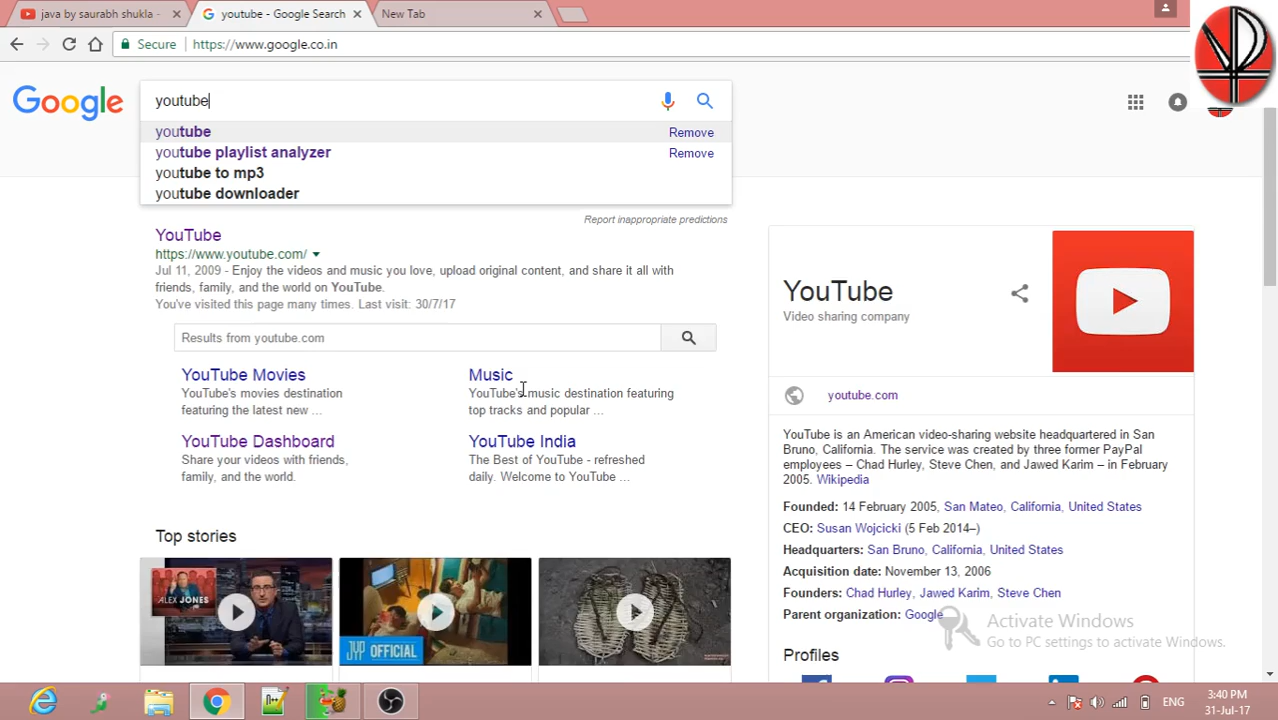 java by saurabh shukla -
youtube - Google Search
New Tab
Secure
https://www.google.co.in
Google
youtube
youtube Remove
youtube playlist analyzer Remove
youtube to mp3
youtube downloader
Report inappropriate predictions
YouTube
https://www.youtube.com/
Jul 11, 2009 - Enjoy the videos and music you love, upload original content, and share it all with
friends, family, and the world on YouTube.
You've visited this page many times. Last visit: 30/7/17
Results from youtube.com
YouTube Movies
YouTube's movies destination
featuring the latest new ...
Music
YouTube's music destination featuring
top tracks and popular ...
YouTube Dashboard
Share your videos with friends,
family, and the world.
YouTube India
The Best of YouTube - refreshed
daily. Welcome to YouTube ...
Top stories
ALEX JONES
JYP OFFICIAL
YouTube
Video sharing company
youtube.com
YouTube is an American video-sharing website headquartered in San
Bruno, California. The service was created by three former PayPal
employees – Chad Hurley, Steve Chen, and Jawed Karim – in February
2005. Wikipedia
Founded: 14 February 2005, San Mateo, California, United States
CEO: Susan Wojcicki (5 Feb 2014–)
Headquarters: San Bruno, California, United States
Acquisition date: November 13, 2006
Founders: Chad Hurley, Jawed Karim, Steve Chen
Parent organization: Google
Activate Windows
Go to PC settings to activate Windows.
Profiles
ENG
3:40 PM
31-Jul-17